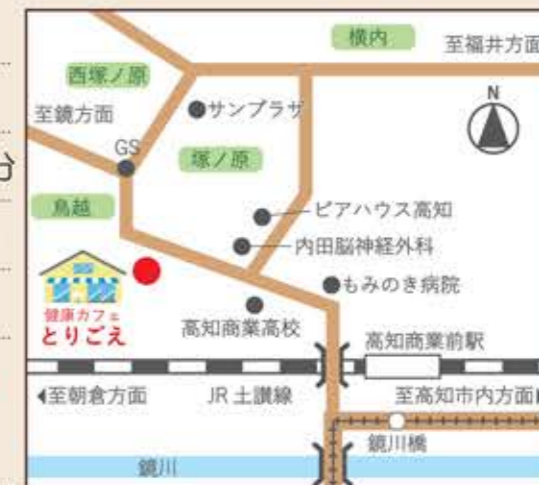 分
横内
至福井方面
西塚ノ原
サンプラザ
N
至鏡方面
GS
塚ノ原
鳥越
ピアハウス高知
内田脳神経外科
もみのき病院
健康カフェ
とりごえ
高知商業高校
高知商業前駅
至朝倉方面
JR 土讃線
至高知市内方面
鏡川橋
鏡川